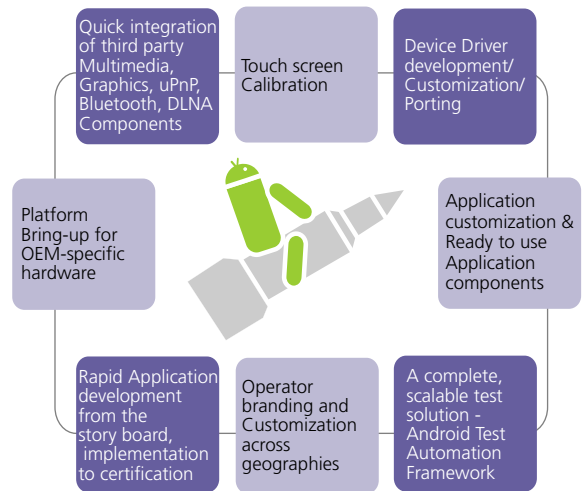 Quick integration
of third party
Multimedia,
Graphics, uPnP,
Bluetooth, DLNA
Components
Touch screen
Calibration
Device Driver
development/
Customization/
Porting
Platform
Bring-up for
OEM-specific
hardware
Application
customization &
Ready to use
Application
components
Rapid Application
development
from the
story board,
implementation
to certification
Operator
branding and
Customization
across
geographies
A complete,
scalable test
solution -
Android Test
Automation
Framework